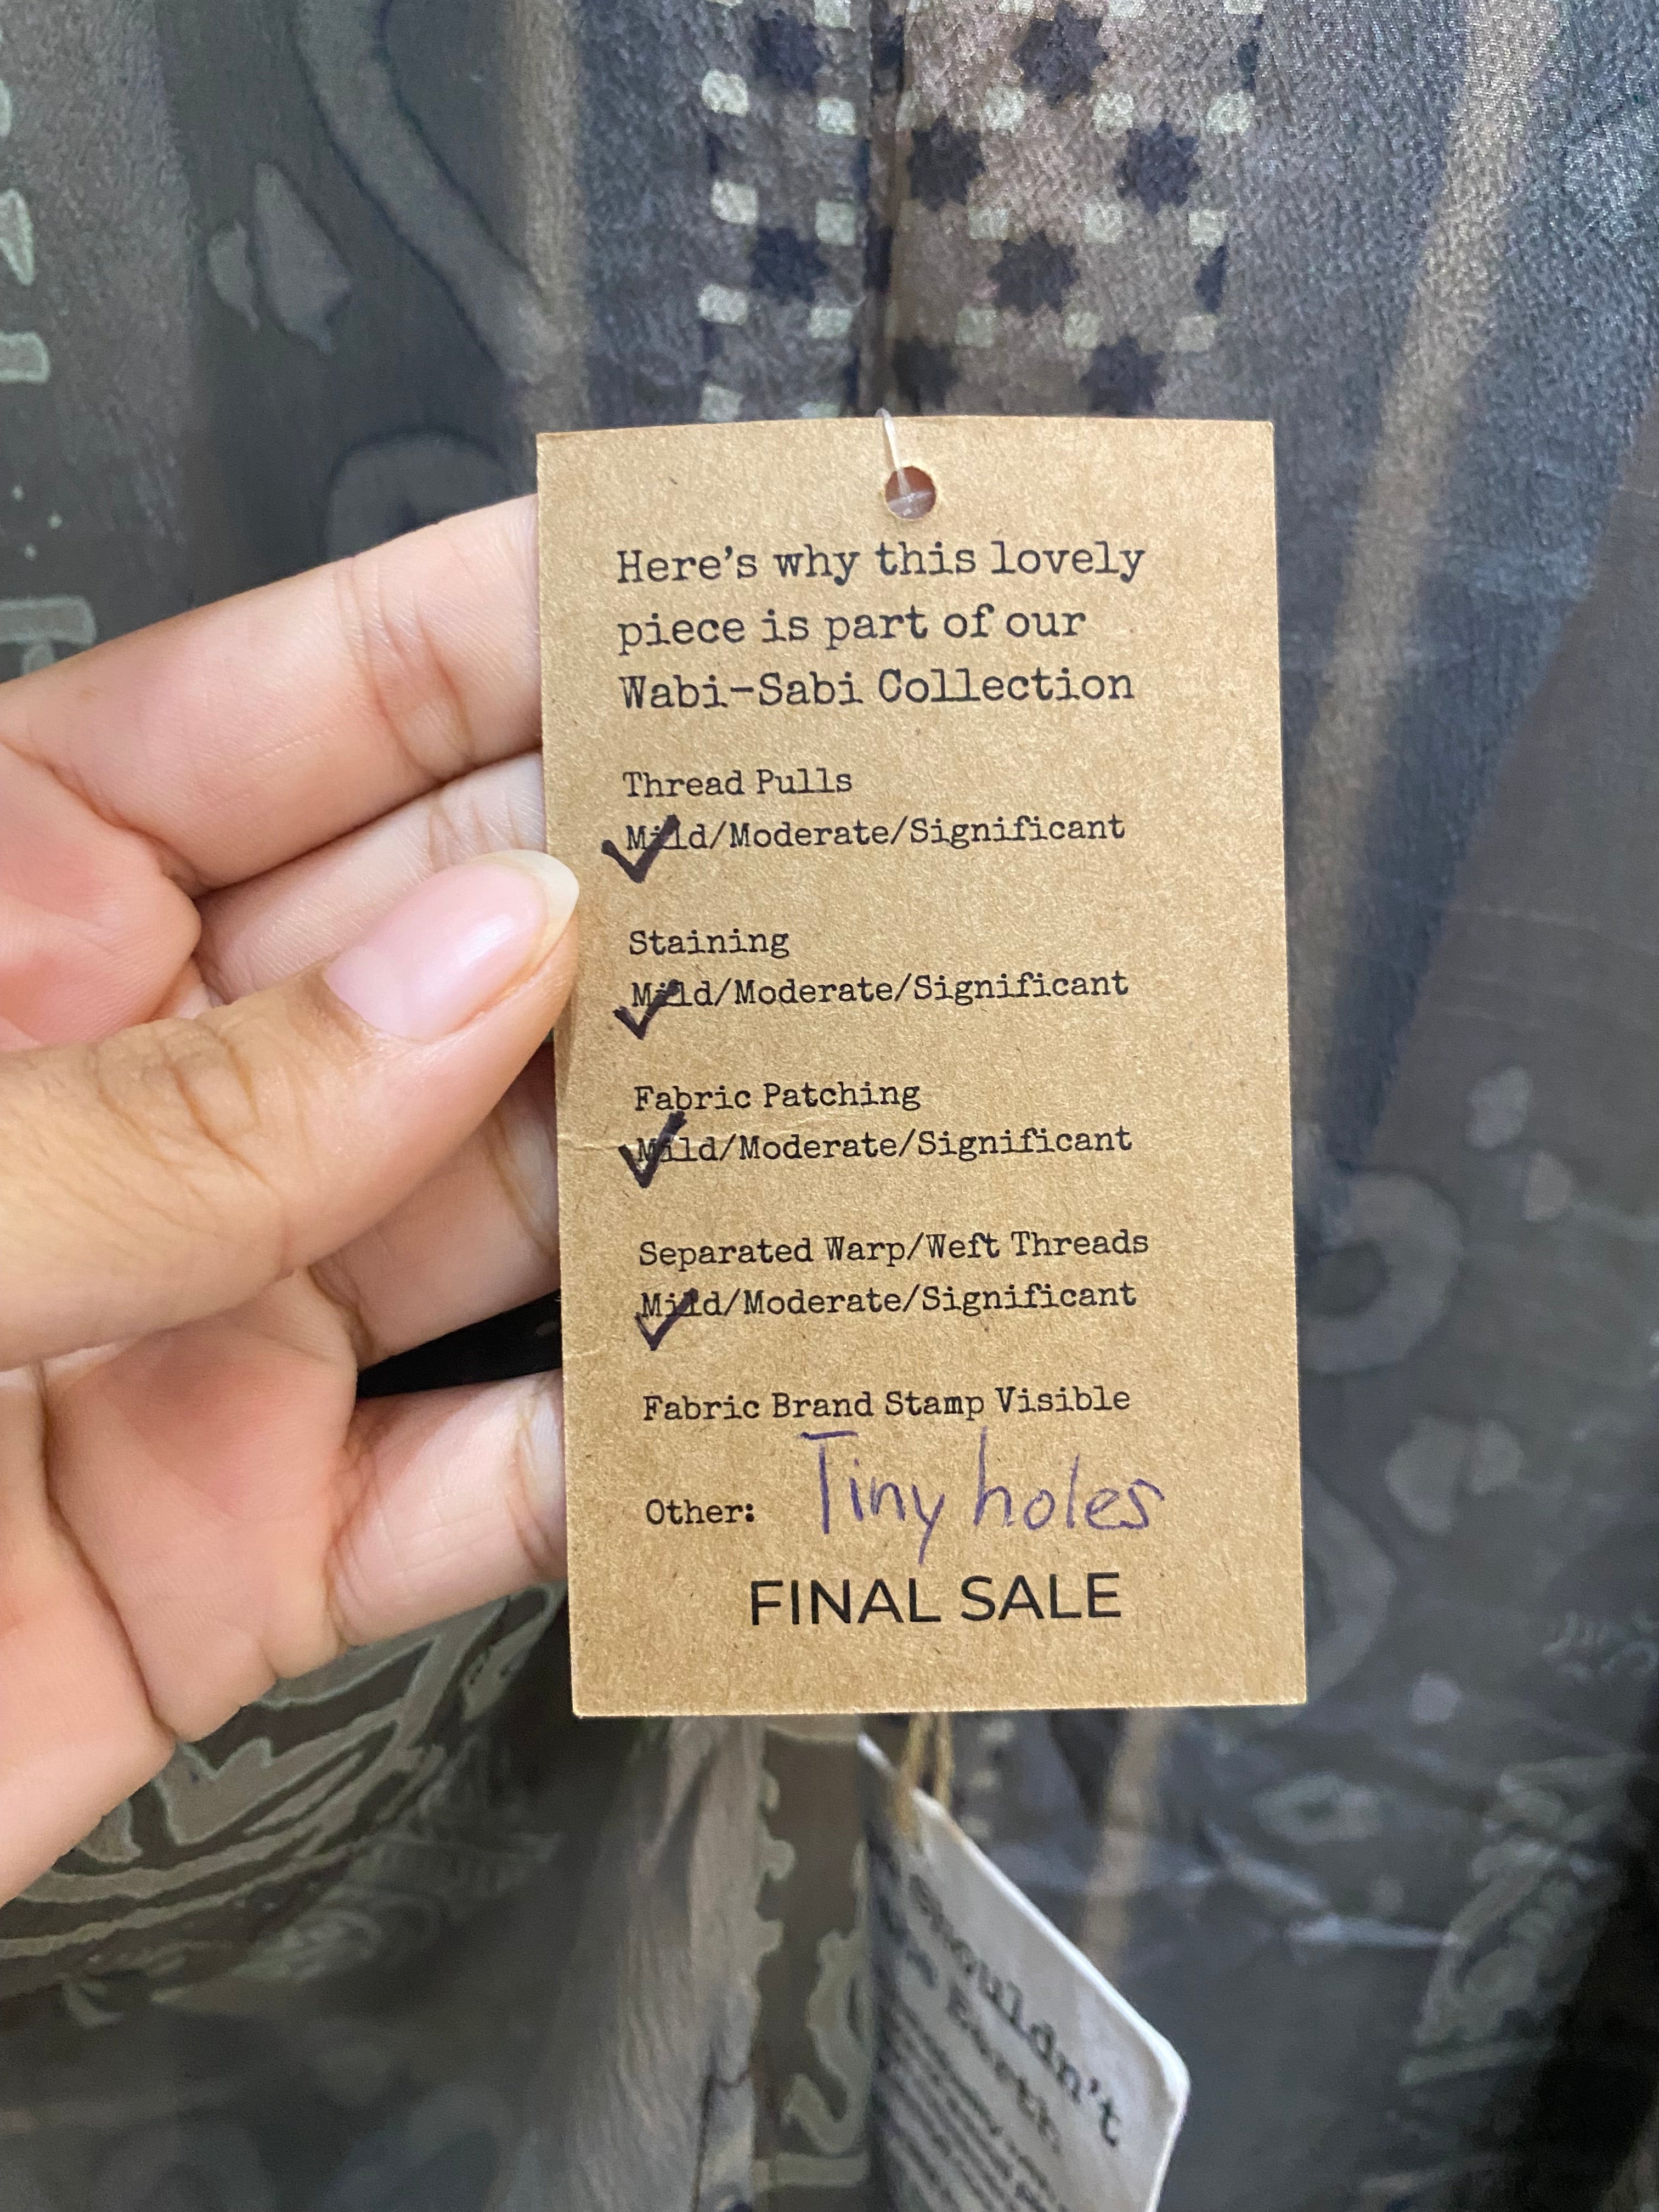 Here's why this lovely
piece is part of our
Wabi-Sabi Collection
Thread Pulls
Mild/Moderate/Significant
Staining
Mild/Moderate/Significant
Fabric Patching
Mild/Moderate/Significant
Separated Warp/Weft Threads
Mild/Moderate/Significant
Fabric Brand Stamp Visible
Other: Tiny holes
FINAL SALE
shouldn't
Earth